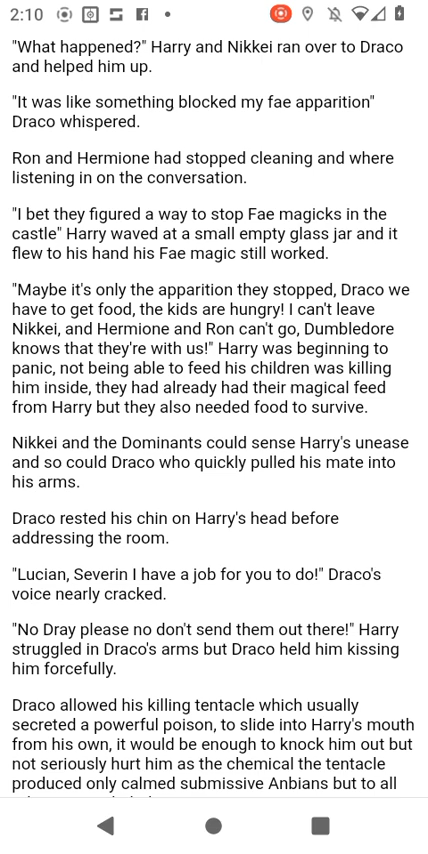 2:10
"What happened?" Harry and Nikkei ran over to Draco
and helped him up.
"It was like something blocked my fae apparition"
Draco whispered.
Ron and Hermione had stopped cleaning and where
listening in on the conversation.
"I bet they figured a way to stop Fae magicks in the
castle" Harry waved at a small empty glass jar and it
flew to his hand his Fae magic still worked.
"Maybe it's only the apparition they stopped, Draco we
have to get food, the kids are hungry! I can't leave
Nikkei, and Hermione and Ron can't go, Dumbledore
knows that they're with us!" Harry was beginning to
panic, not being able to feed his children was killing
him inside, they had already had their magical feed
from Harry but they also needed food to survive.
Nikkei and the Dominants could sense Harry's unease
and so could Draco who quickly pulled his mate into
his arms.
Draco rested his chin on Harry's head before
addressing the room.
"Lucian, Severin I have a job for you to do!" Draco's
voice nearly cracked.
"No Dray please no don't send them out there!" Harry
struggled in Draco's arms but Draco held him kissing
him forcefully.
Draco allowed his killing tentacle which usually
secreted a powerful poison, to slide into Harry's mouth
from his own, it would be enough to knock him out but
not seriously hurt him as the chemical the tentacle
produced only calmed submissive Anbians but to all